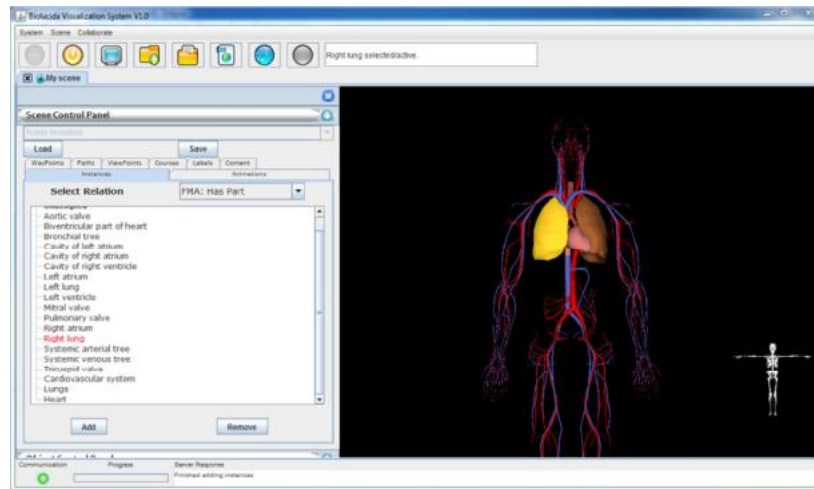 Biolucida Visualization System V1.0
System Scene Collaborate
Right lung selected/active.
My scene
Scene Control Panel
Load Save
WayPoints Paths ViewPoints Courses Labels Content
Instances Animations
Select Relation FMA: Has Part
Aortic valve
Biventricular part of heart
Bronchial tree
Cavity of left atrium
Cavity of right atrium
Cavity of right ventricle
Left atrium
Left lung
Left ventricle
Mitral valve
Pulmonary valve
Right atrium
Right lung
Systemic arterial tree
Systemic venous tree
Tricuspid valve
Cardiovascular system
Lungs
Heart
Add Remove
Communication Progress Server Response
Finished adding instances.